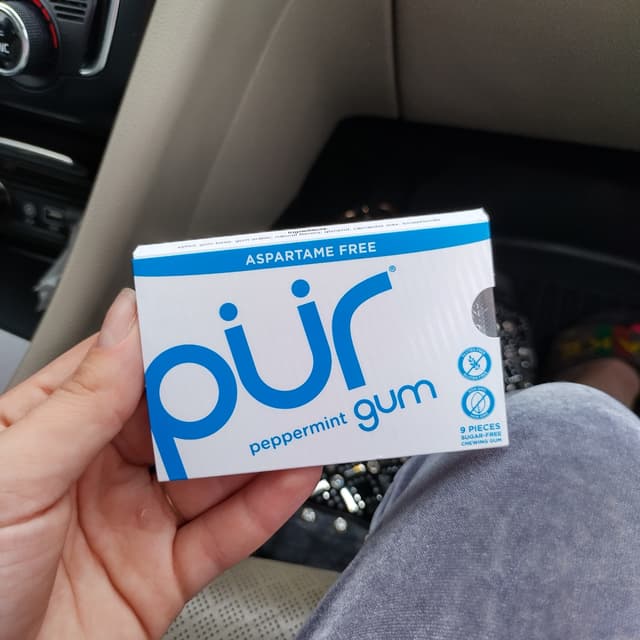 ASPARTAME FREE
pür®
peppermint gum
9 PIECES
SUGAR-FREE
CHEWING GUM